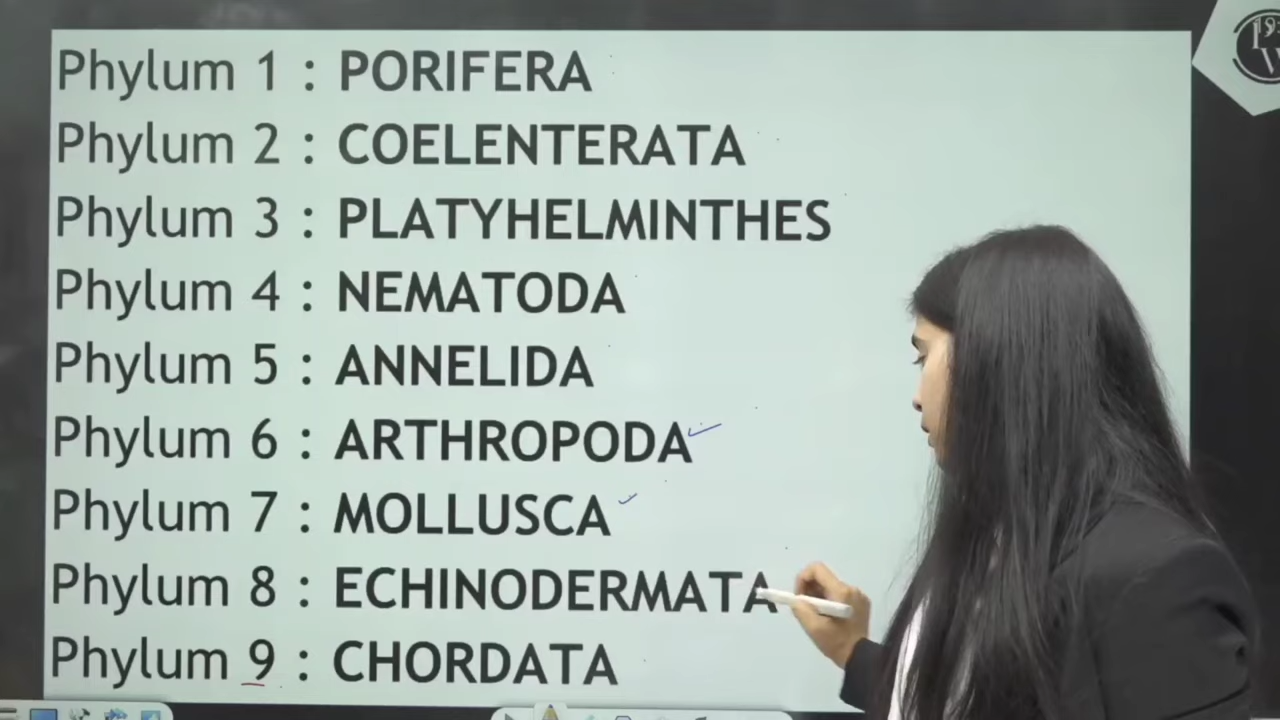 Phylum 1 : PORIFERA
Phylum 2 : COELENTERATA
Phylum 3 : PLATYHELMINTHES
Phylum 4 : NEMATODA
Phylum 5 : ANNELIDA
Phylum 6 : ARTHROPODA
Phylum 7 : MOLLUSCA
Phylum 8 : ECHINODERMATA
Phylum 9 : CHORDATA